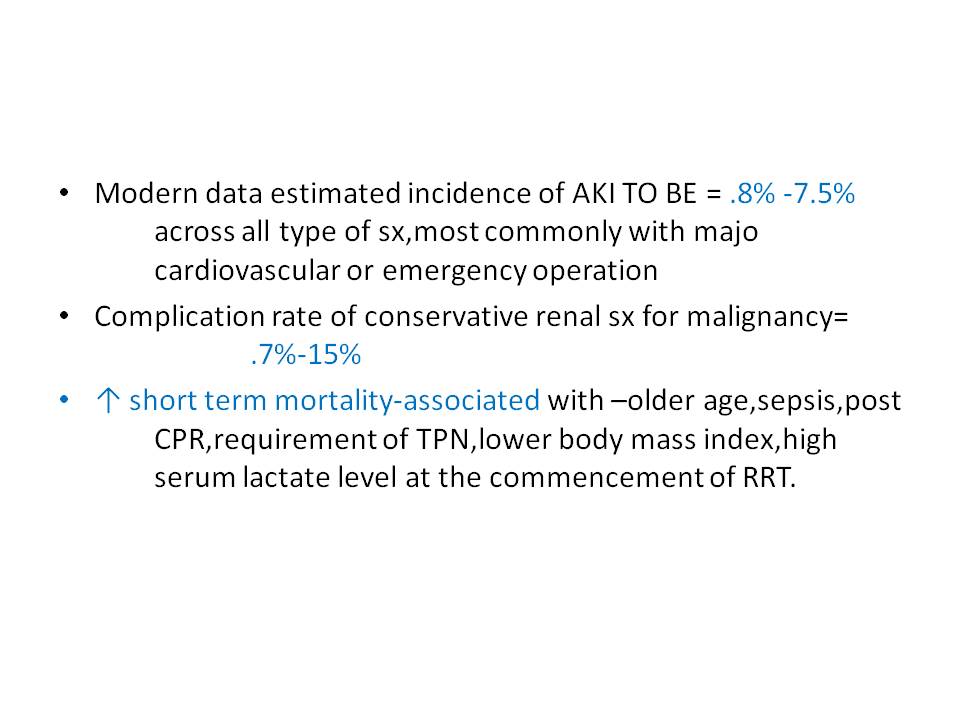 • Modern data estimated incidence of AKI TO BE = .8% -7.5%
across all type of sx,most commonly with majo
cardiovascular or emergency operation
• Complication rate of conservative renal sx for malignancy=
.7%-15%
• ↑ short term mortality-associated with –older age,sepsis,post
CPR,requirement of TPN,lower body mass index,high
serum lactate level at the commencement of RRT.